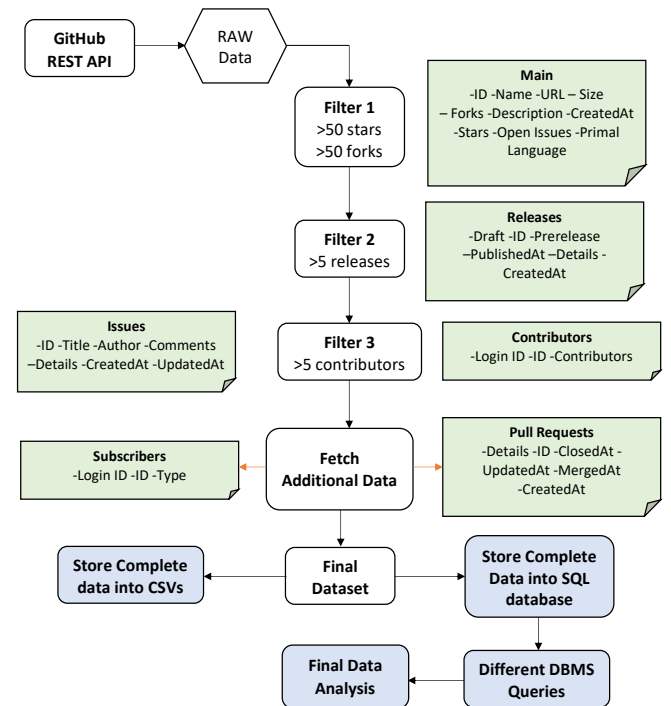 GitHub
REST API
RAW
Data
Filter 1
>50 stars
>50 forks
Main
-ID -Name -URL – Size
– Forks -Description -CreatedAt
-Stars -Open Issues -Primal
Language
Filter 2
>5 releases
Releases
-Draft -ID -Prerelease
–PublishedAt –Details -
CreatedAt
Issues
-ID -Title -Author -Comments
–Details -CreatedAt -UpdatedAt
Filter 3
>5 contributors
Contributors
-Login ID -ID -Contributors
Subscribers
-Login ID -ID -Type
Fetch
Additional Data
Pull Requests
-Details -ID -ClosedAt -
UpdatedAt -MergedAt
-CreatedAt
Store Complete
data into CSVs
Final
Dataset
Store Complete
Data into SQL
database
Final Data
Analysis
Different DBMS
Queries